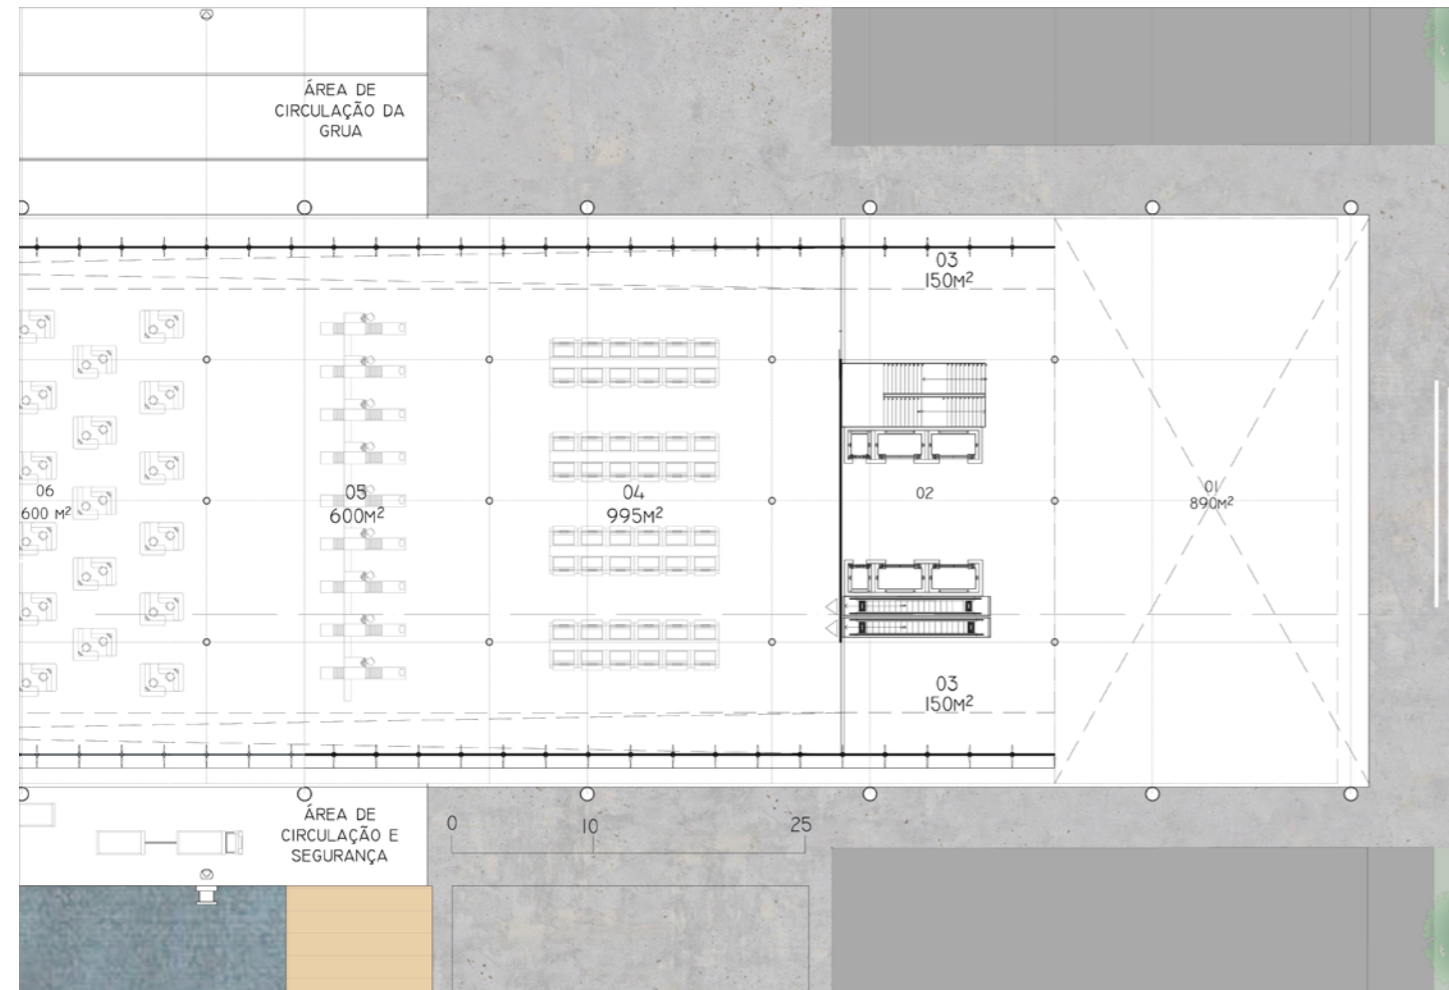 ÁREA DE
CIRCULAÇÃO DA
GRUA
03
150M²
06
600 M²
05
600M²
04
995M²
02
01
890M²
03
150M²
ÁREA DE
CIRCULAÇÃO E
SEGURANÇA
0 10 25